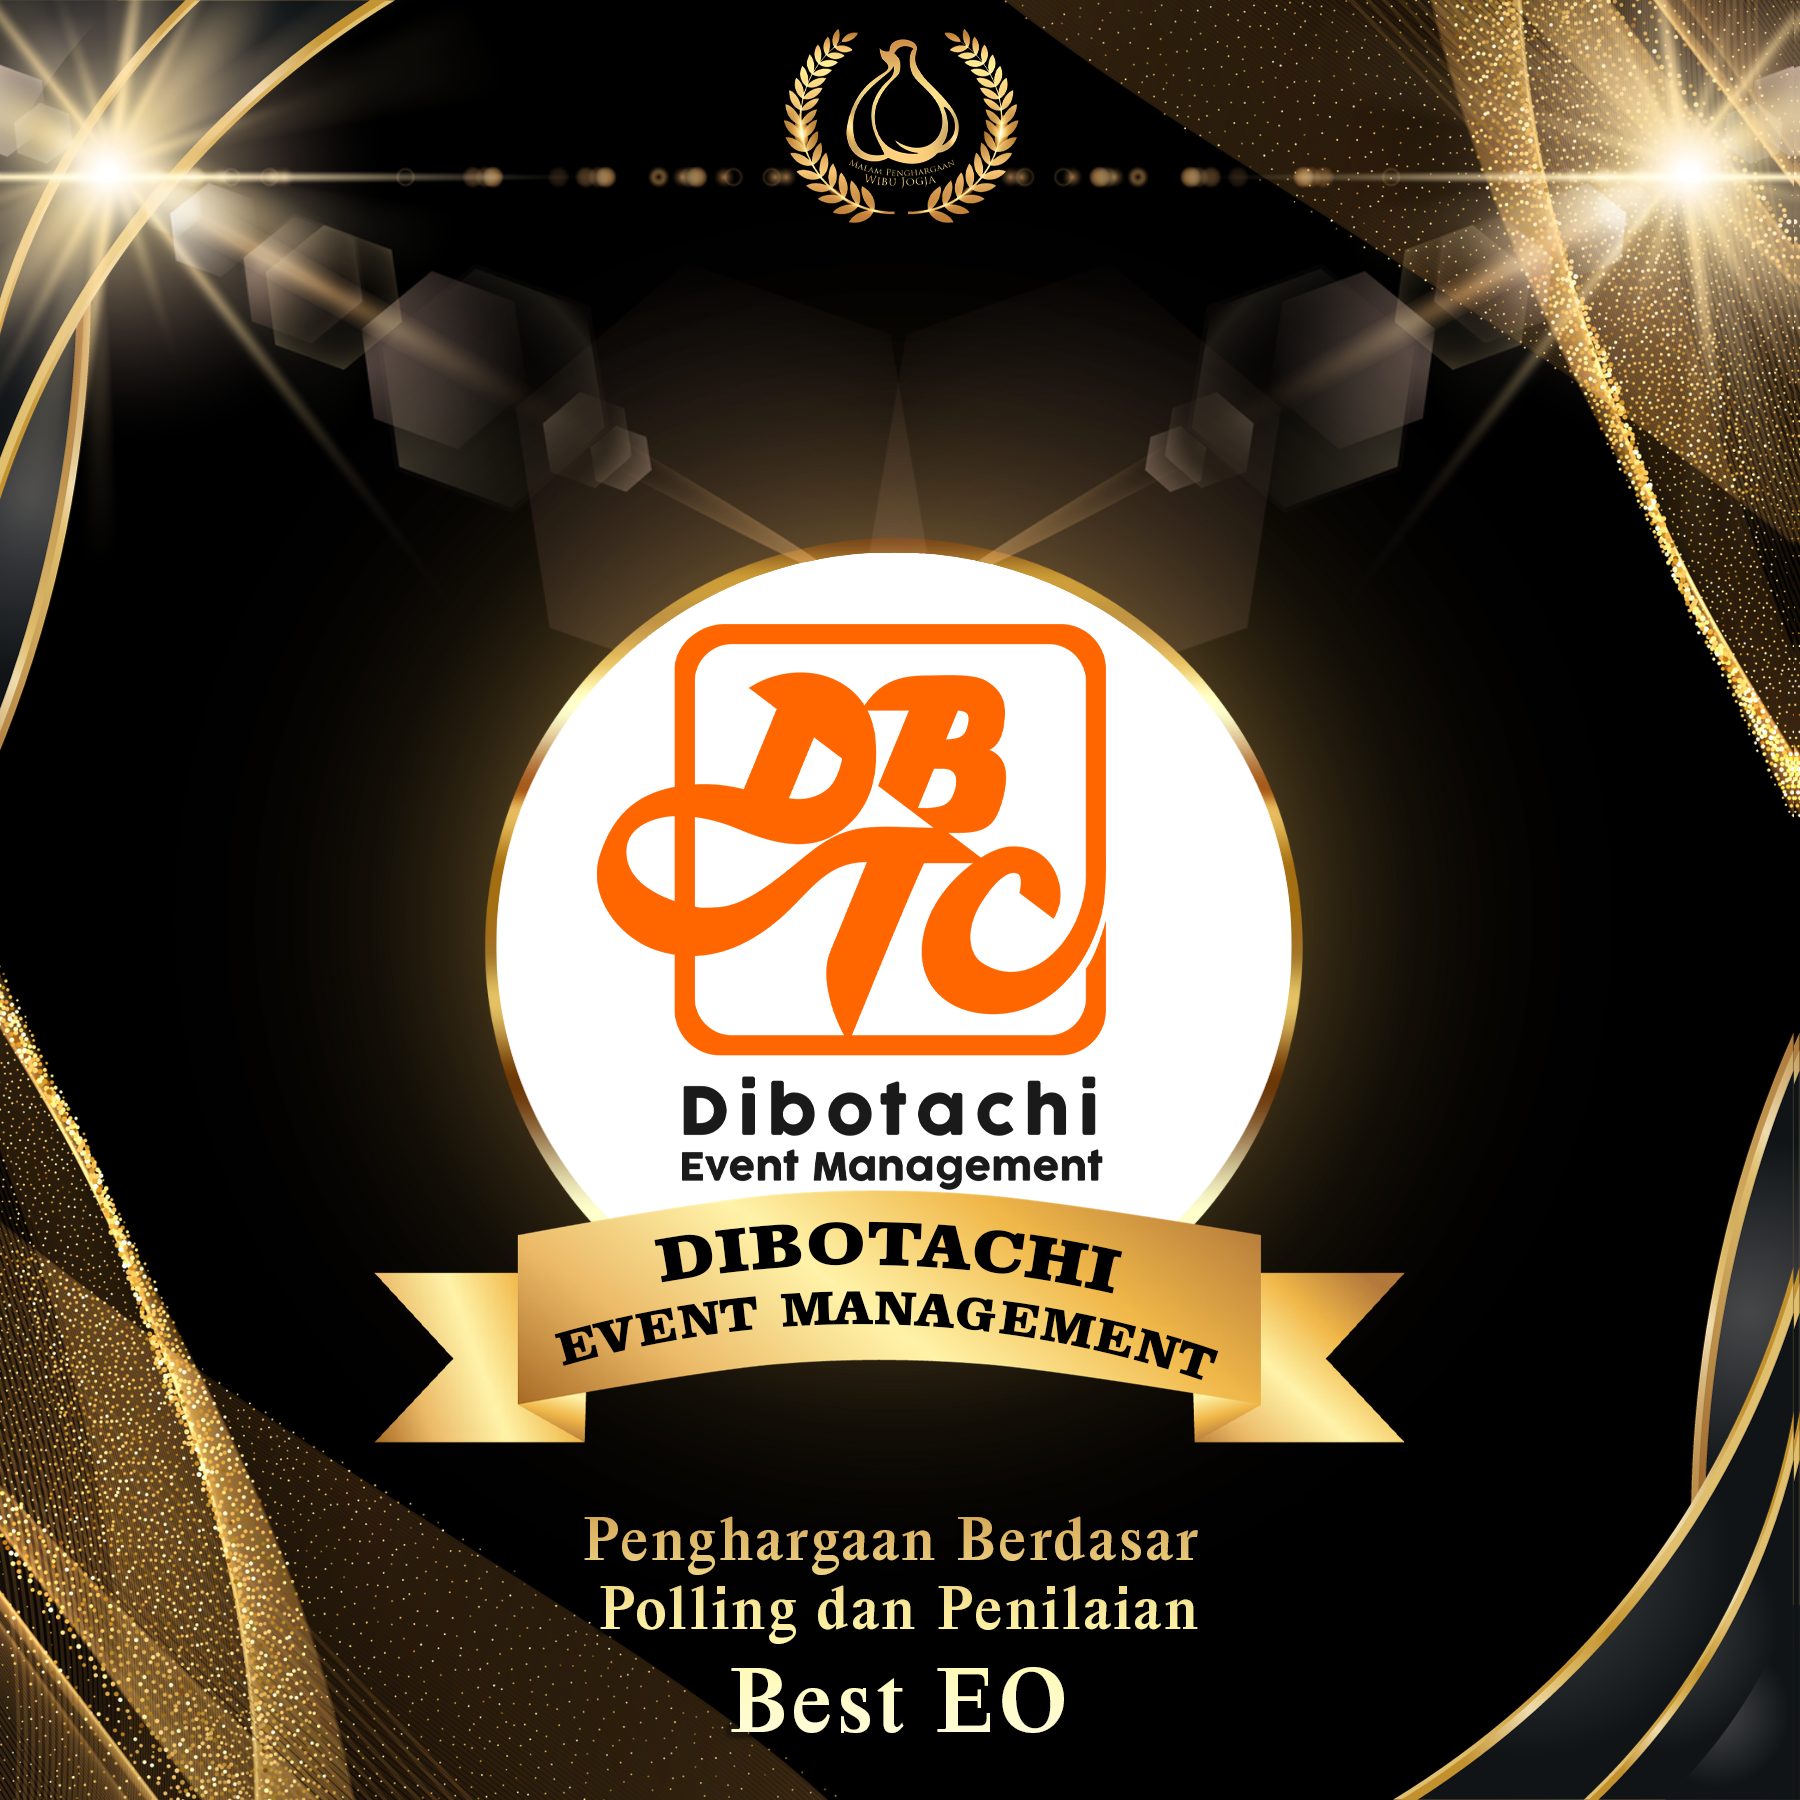 MALAM PENGHARGAAN
WIBU JOGJA
DBTC
Dibotachi
Event Management
DIBOTACHI
EVENT MANAGEMENT
Penghargaan Berdasar
Polling dan Penilaian
Best EO